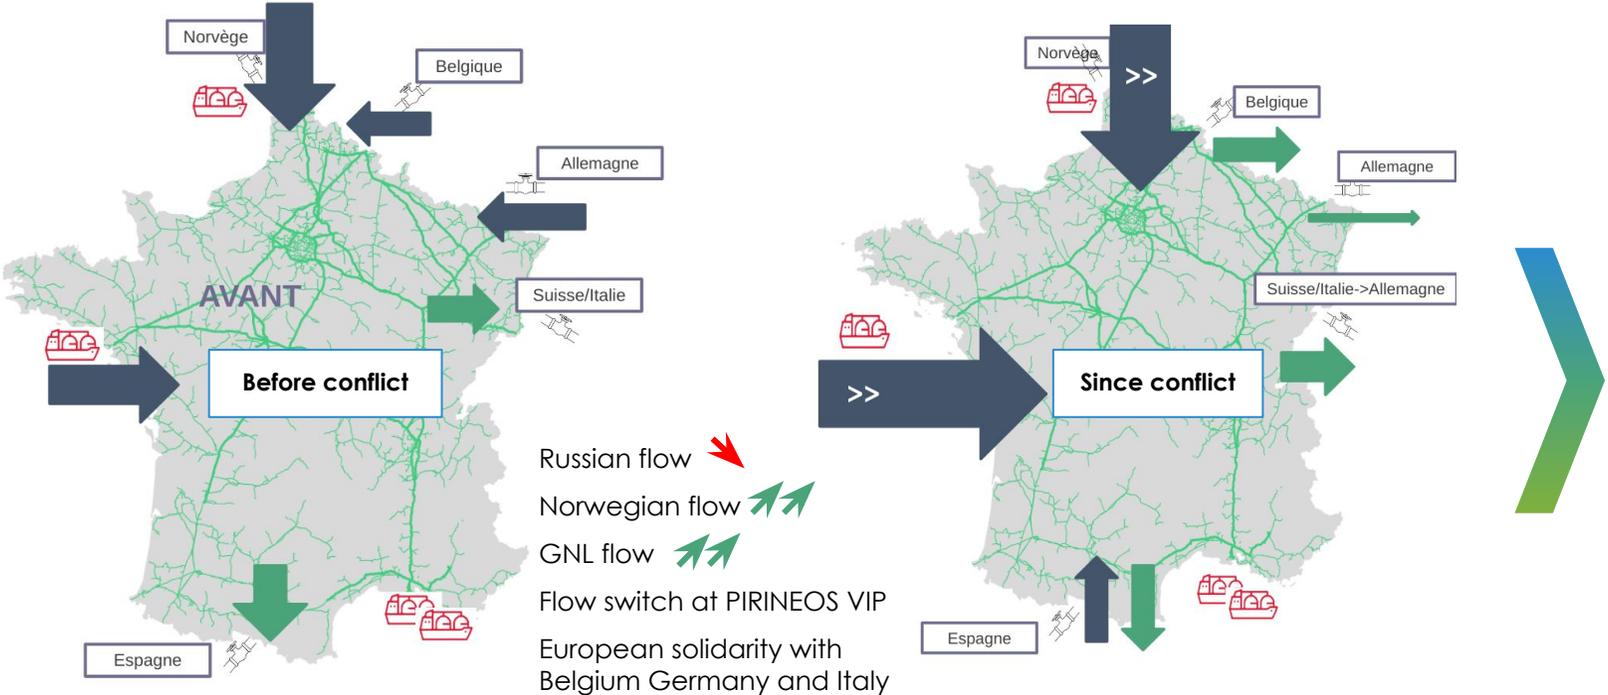 Norvège
Belgique
Allemagne
AVANT
Suisse/Italie
Before conflict
Espagne
Russian flow
Norwegian flow
GNL flow
Flow switch at PIRINEOS VIP
European solidarity with
Belgium Germany and Italy
Norvège
>>
Belgique
Allemagne
Suisse/Italie->Allemagne
>>
Since conflict
Espagne